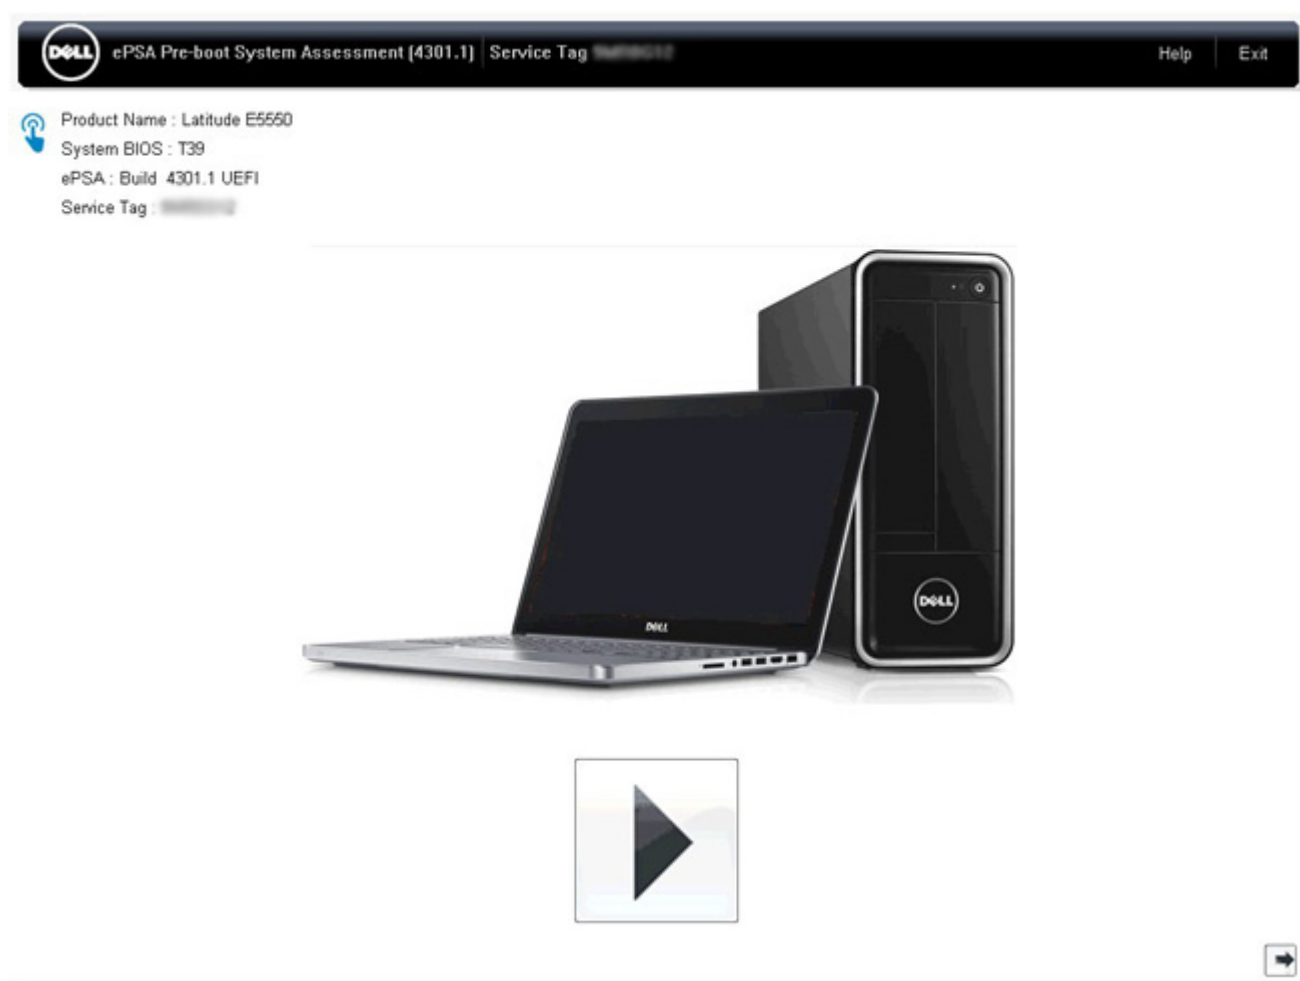 DELL ePSA Pre-boot System Assessment [4301.1] Service Tag Help Exit
Product Name : Latitude E5550
System BIOS : T39
ePSA : Build 4301.1 UEFI
Service Tag :
DELL
DELL